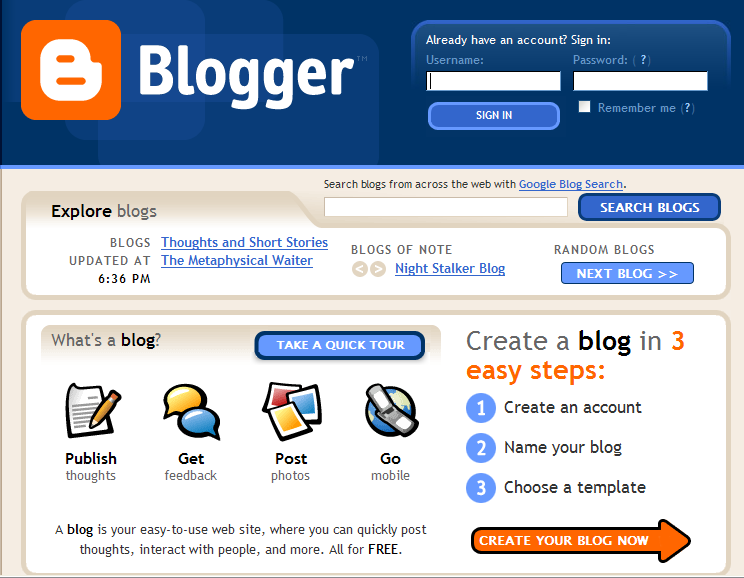 Blogger™
Already have an account? Sign in:
Username:
Password: ( ? )
SIGN IN
Remember me (?)
Search blogs from across the web with Google Blog Search.
SEARCH BLOGS
Explore blogs
BLOGS UPDATED AT 6:36 PM
Thoughts and Short Stories
The Metaphysical Waiter
BLOGS OF NOTE
< >
Night Stalker Blog
RANDOM BLOGS
NEXT BLOG >>
What's a blog?
TAKE A QUICK TOUR
Publish
thoughts
Get
feedback
Post
photos
Go
mobile
A blog is your easy-to-use web site, where you can quickly post
thoughts, interact with people, and more. All for FREE.
Create a blog in 3
easy steps:
1 Create an account
2 Name your blog
3 Choose a template
CREATE YOUR BLOG NOW